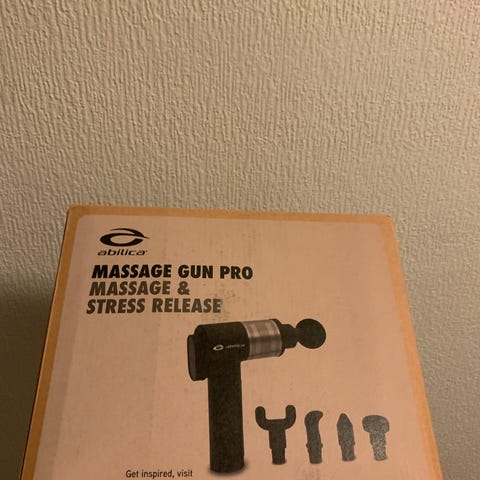 abilica
MASSAGE GUN PRO
MASSAGE &
STRESS RELEASE
abilica
Get inspired, visit